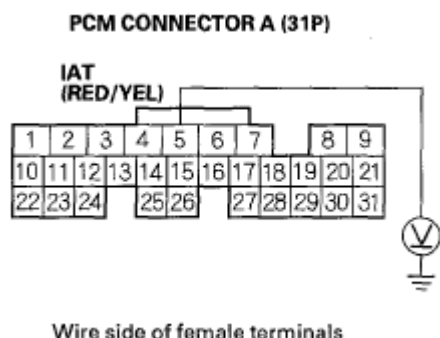 PCM CONNECTOR A (31P)
IAT
(RED/YEL)
1 2 3 4 5 6 7 8 9
10 11 12 13 14 15 16 17 18 19 20 21
22 23 24 25 26 27 28 29 30 31
V
Wire side of female terminals